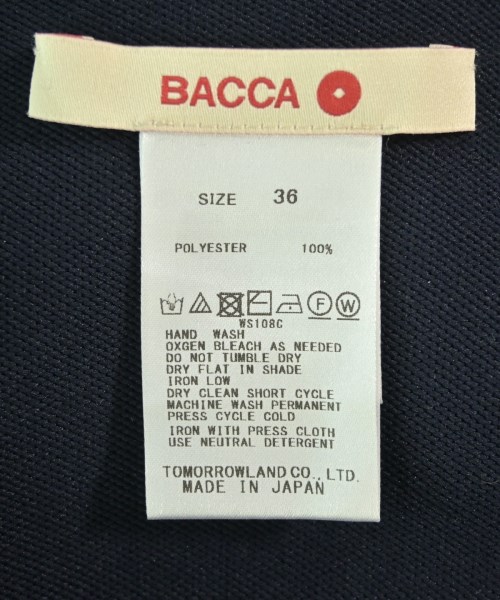 BACCA
SIZE 36
POLYESTER 100%
F W
WS108C
HAND WASH
OXGEN BLEACH AS NEEDED
DO NOT TUMBLE DRY
DRY FLAT IN SHADE
IRON LOW
DRY CLEAN SHORT CYCLE
MACHINE WASH PERMANENT
PRESS CYCLE COLD
IRON WITH PRESS CLOTH
USE NEUTRAL DETERGENT
TOMORROWLAND CO., LTD.
MADE IN JAPAN